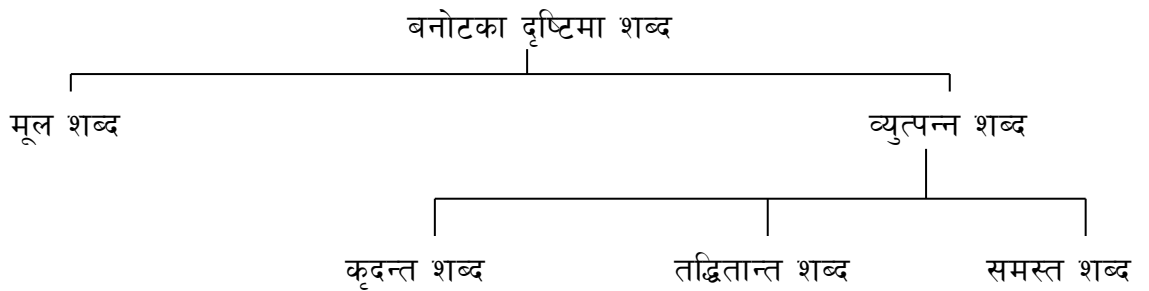 बनोटका दृष्टिमा शब्द
मूल शब्द व्युत्पन्न शब्द
कृदन्त शब्द तद्धितान्त शब्द समस्त शब्द